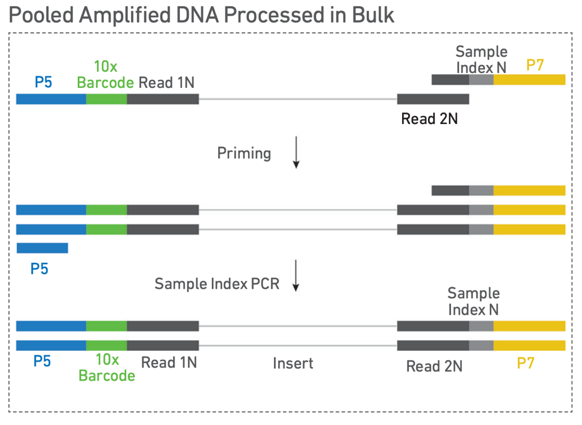 Pooled Amplified DNA Processed in Bulk
P5
10x
Barcode
Read 1N
Sample
Index N
P7
Read 2N
Priming
P5
Sample Index PCR
Sample
Index N
P5
10x
Barcode
Read 1N
Insert
Read 2N
P7